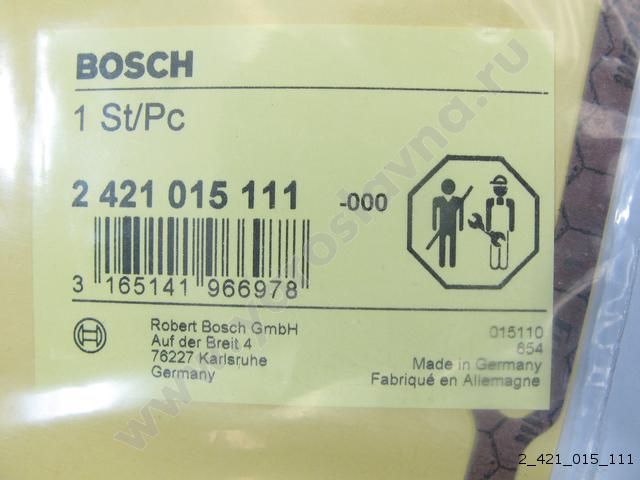 BOSCH
1 St/Pc
2 421 015 111 -000
3 165141 966978
Robert Bosch GmbH
Auf der Breit 4
76227 Karlsruhe
Germany
015110
654
Made in Germany
Fabriqué en Allemagne
2_421_015_111